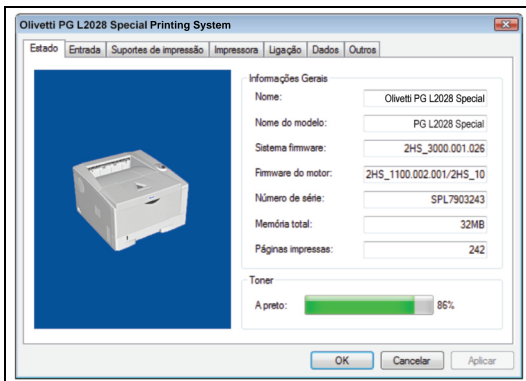 Olivetti PG L2028 Special Printing System
Estado Entrada Suportes de impressão Impressora Ligação Dados Outros
Informações Gerais
Nome: Olivetti PG L2028 Special
Nome do modelo: PG L2028 Special
Sistema firmware: 2HS_3000.001.026
Firmware do motor: 2HS_1100.002.001/2HS_10
Número de série: SPL7903243
Memória total: 32MB
Páginas impressas: 242
Toner
A preto: 86%
OK Cancelar Aplicar